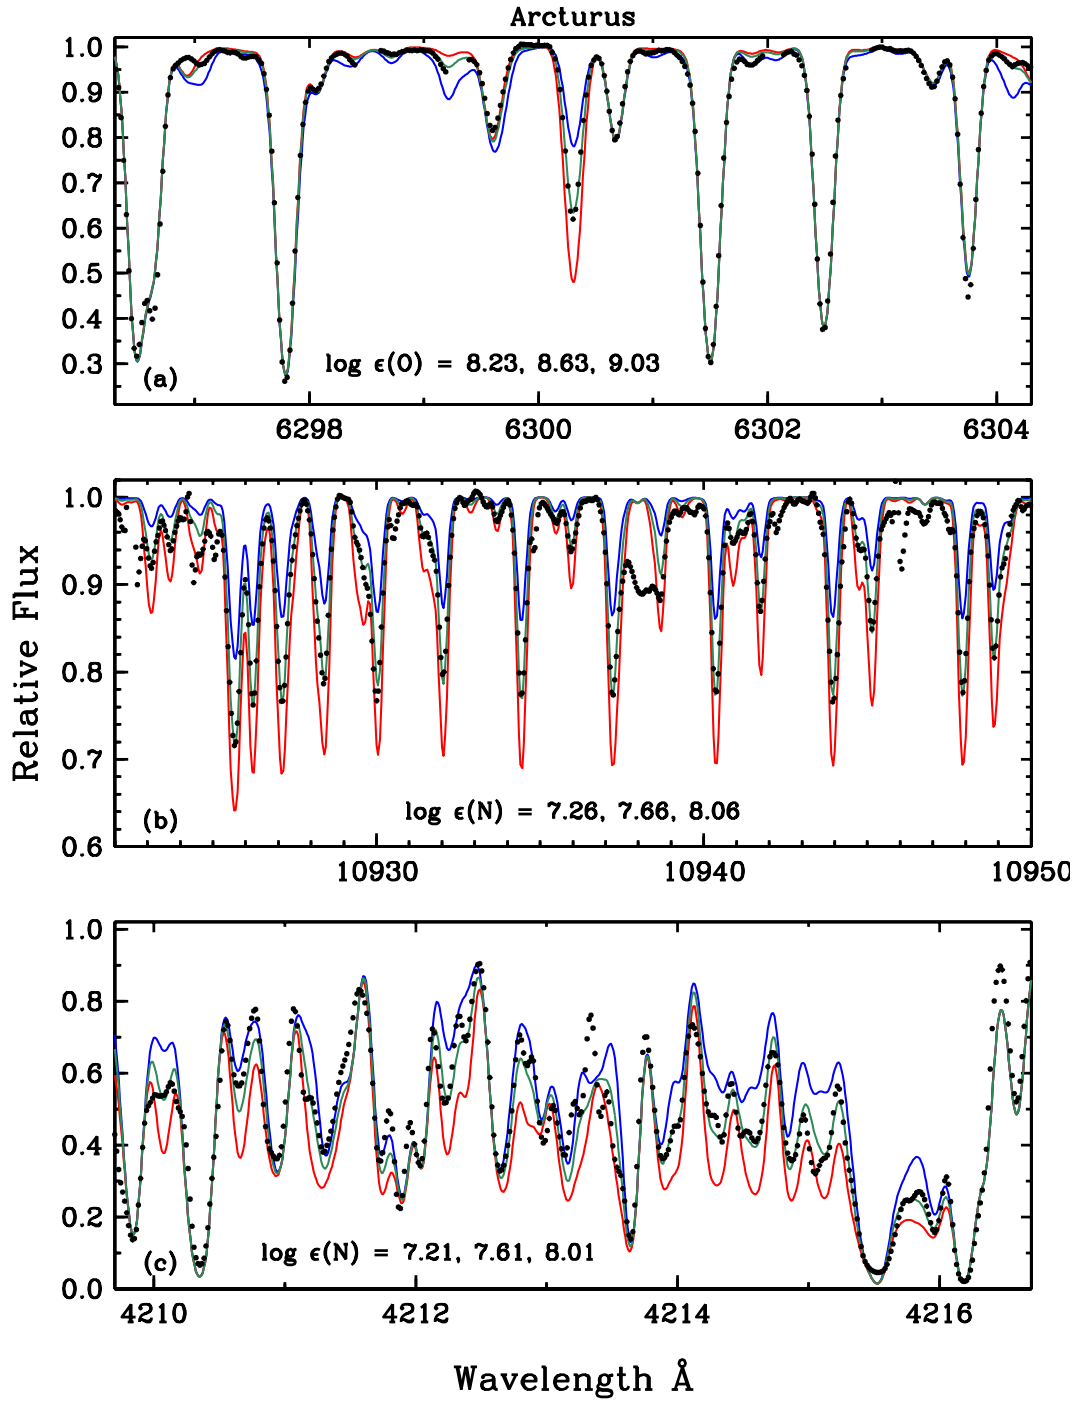 Arcturus
1.0
0.9
0.8
0.7
0.6
0.5
0.4
0.3
(a)
log ϵ(O) = 8.23, 8.63, 9.03
6298 6300 6302 6304
1.0
0.9
0.8
0.7
0.6
(b)
log ϵ(N) = 7.26, 7.66, 8.06
10930 10940 10950
Relative Flux
1.0
0.8
0.6
0.4
0.2
0.0
(c)
log ϵ(N) = 7.21, 7.61, 8.01
4210 4212 4214 4216
Wavelength Å